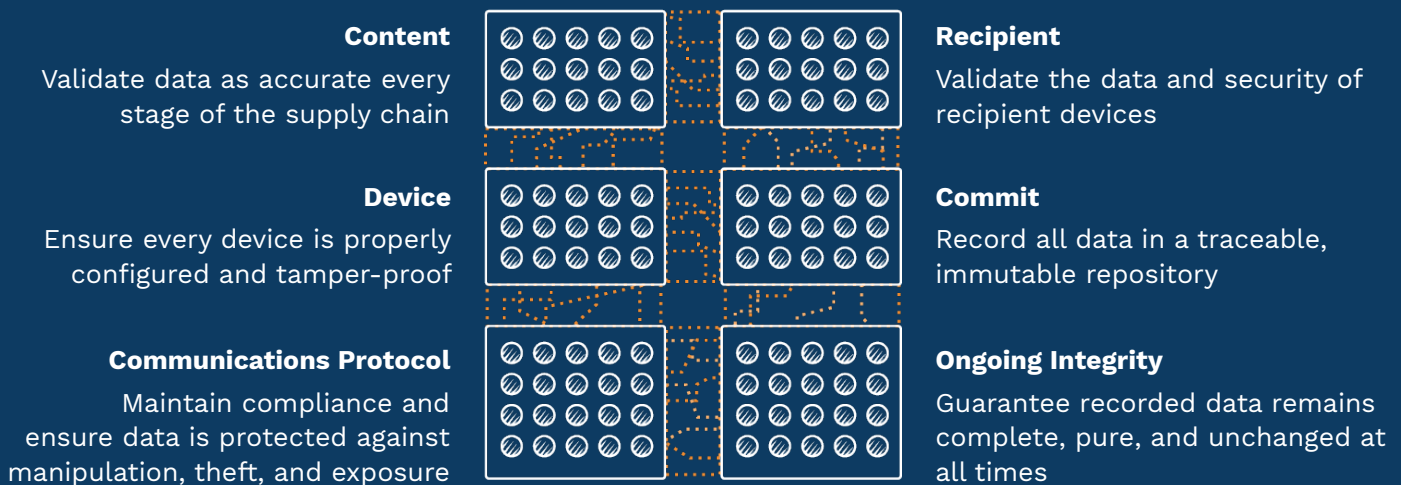 Content
Validate data as accurate every
stage of the supply chain
Recipient
Validate the data and security of
recipient devices
Device
Ensure every device is properly
configured and tamper-proof
Commit
Record all data in a traceable,
immutable repository
Communications Protocol
Maintain compliance and
ensure data is protected against
manipulation, theft, and exposure
Ongoing Integrity
Guarantee recorded data remains
complete, pure, and unchanged at
all times